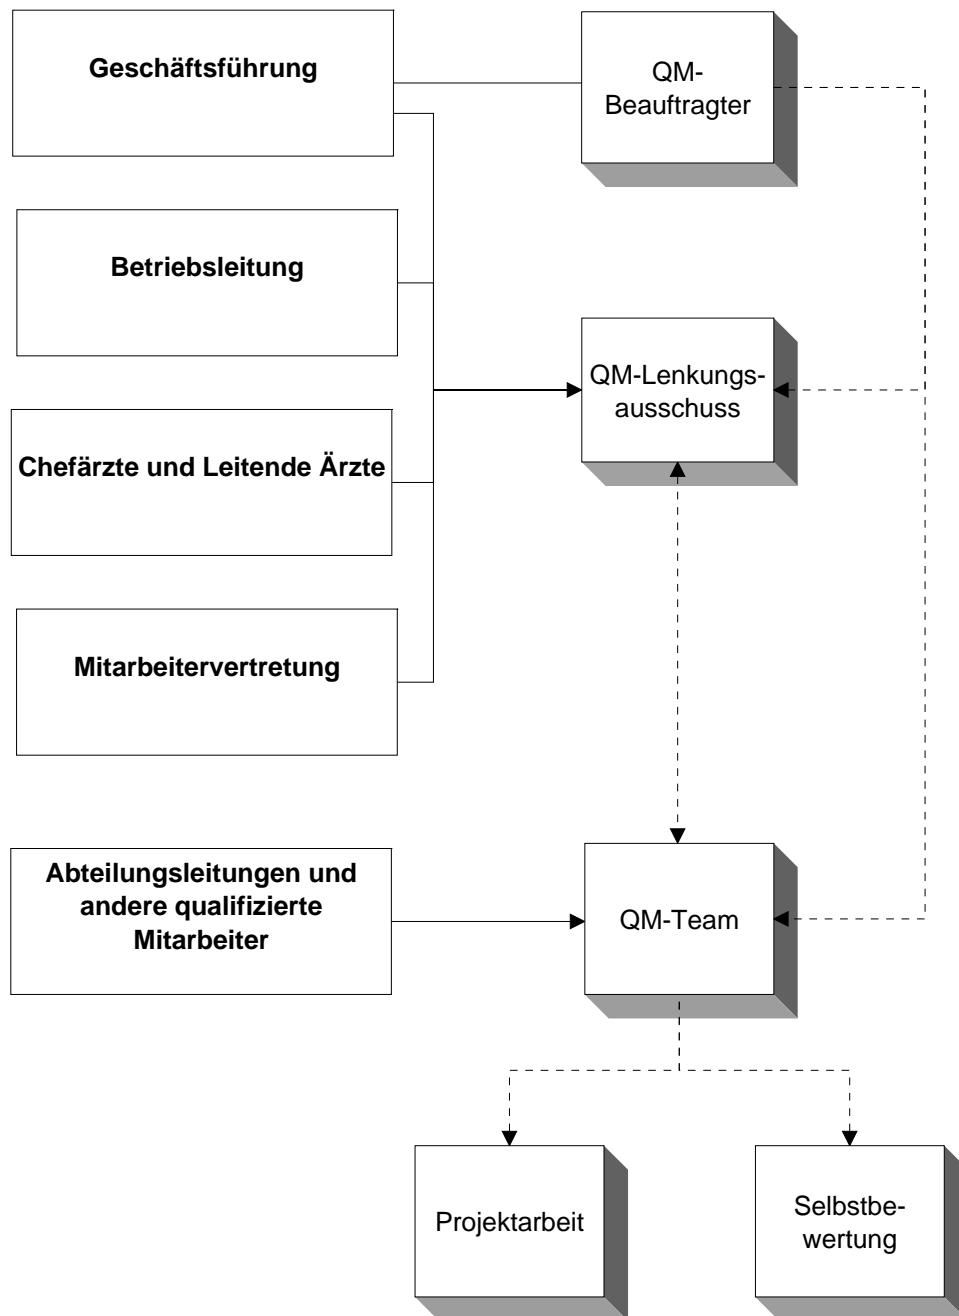 Geschäftsführung
QM-
Beauftragter
Betriebsleitung
QM-Lenkungs-
ausschuss
Chefärzte und Leitende Ärzte
Mitarbeitervertretung
Abteilungsleitungen und
andere qualifizierte
Mitarbeiter
QM-Team
Projektarbeit
Selbstbe-
wertung